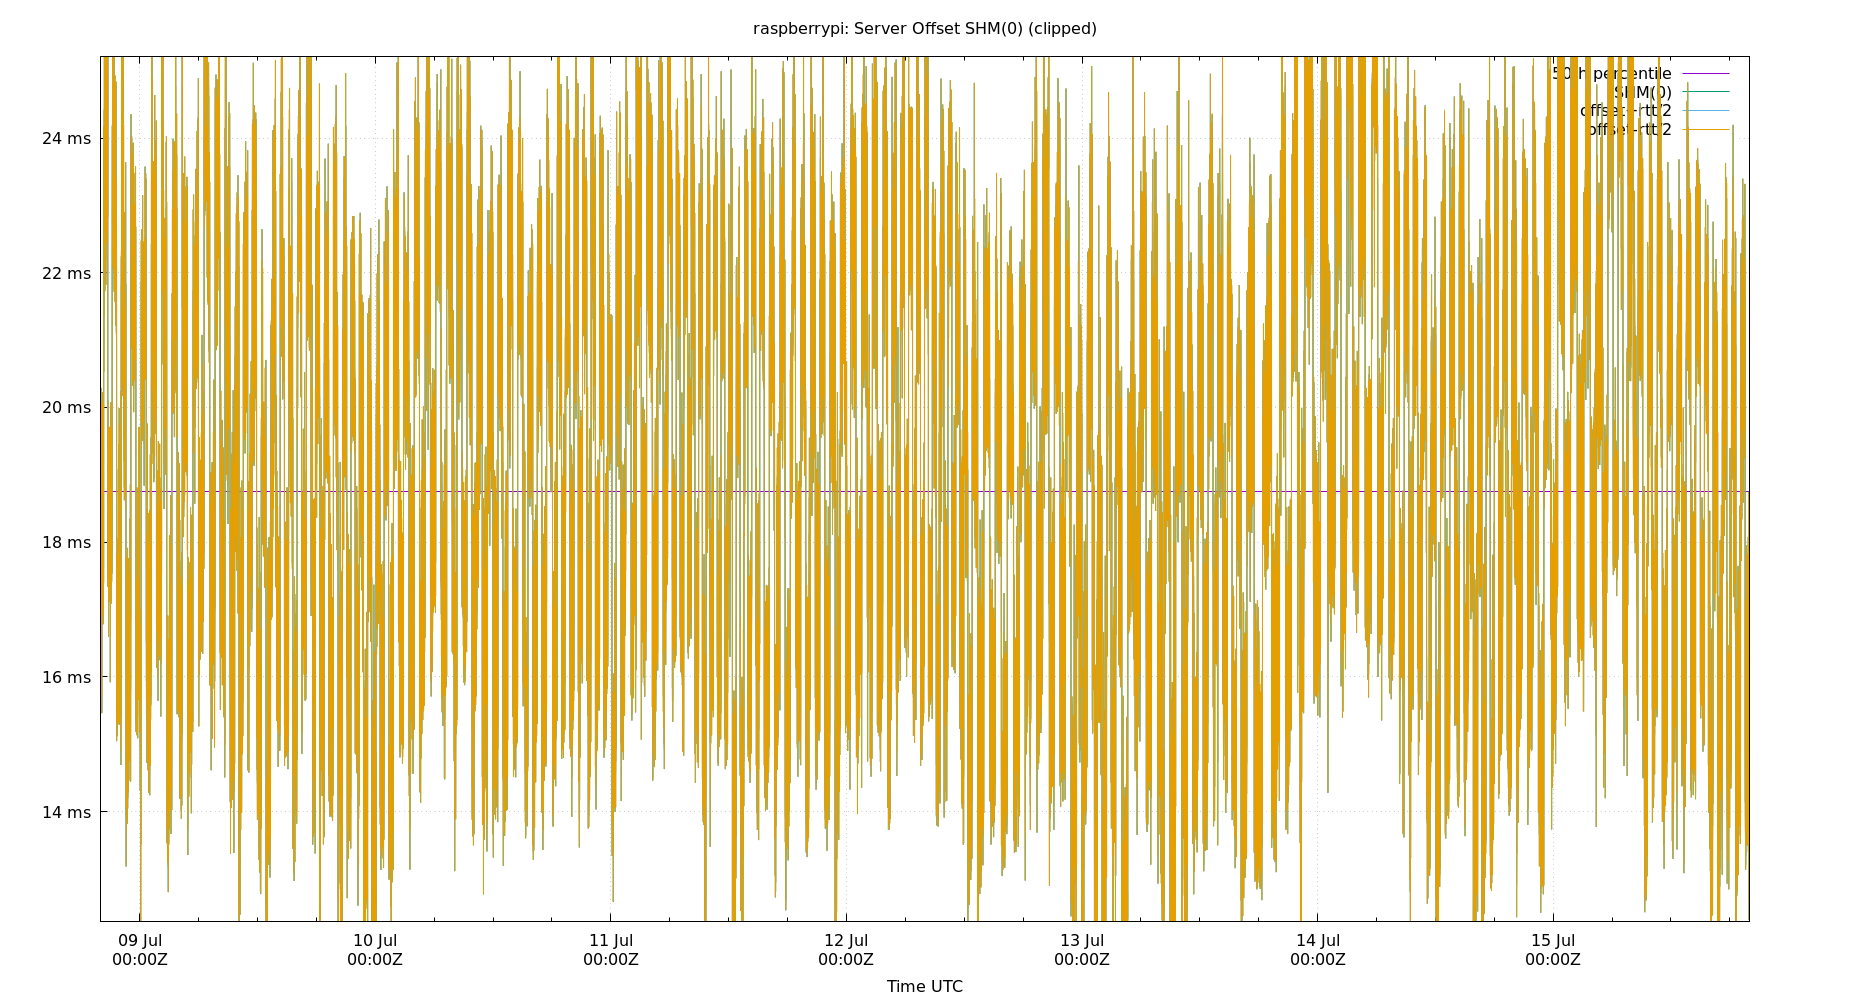 raspberrypi: Server Offset SHM(0) (clipped)
50th percentile
SHM(0)
offset+rtt/2
offset-rtt/2
24 ms
22 ms
20 ms
18 ms
16 ms
14 ms
09 Jul 10 Jul 11 Jul 12 Jul 13 Jul 14 Jul 15 Jul
00:00Z 00:00Z 00:00Z 00:00Z 00:00Z 00:00Z 00:00Z
Time UTC